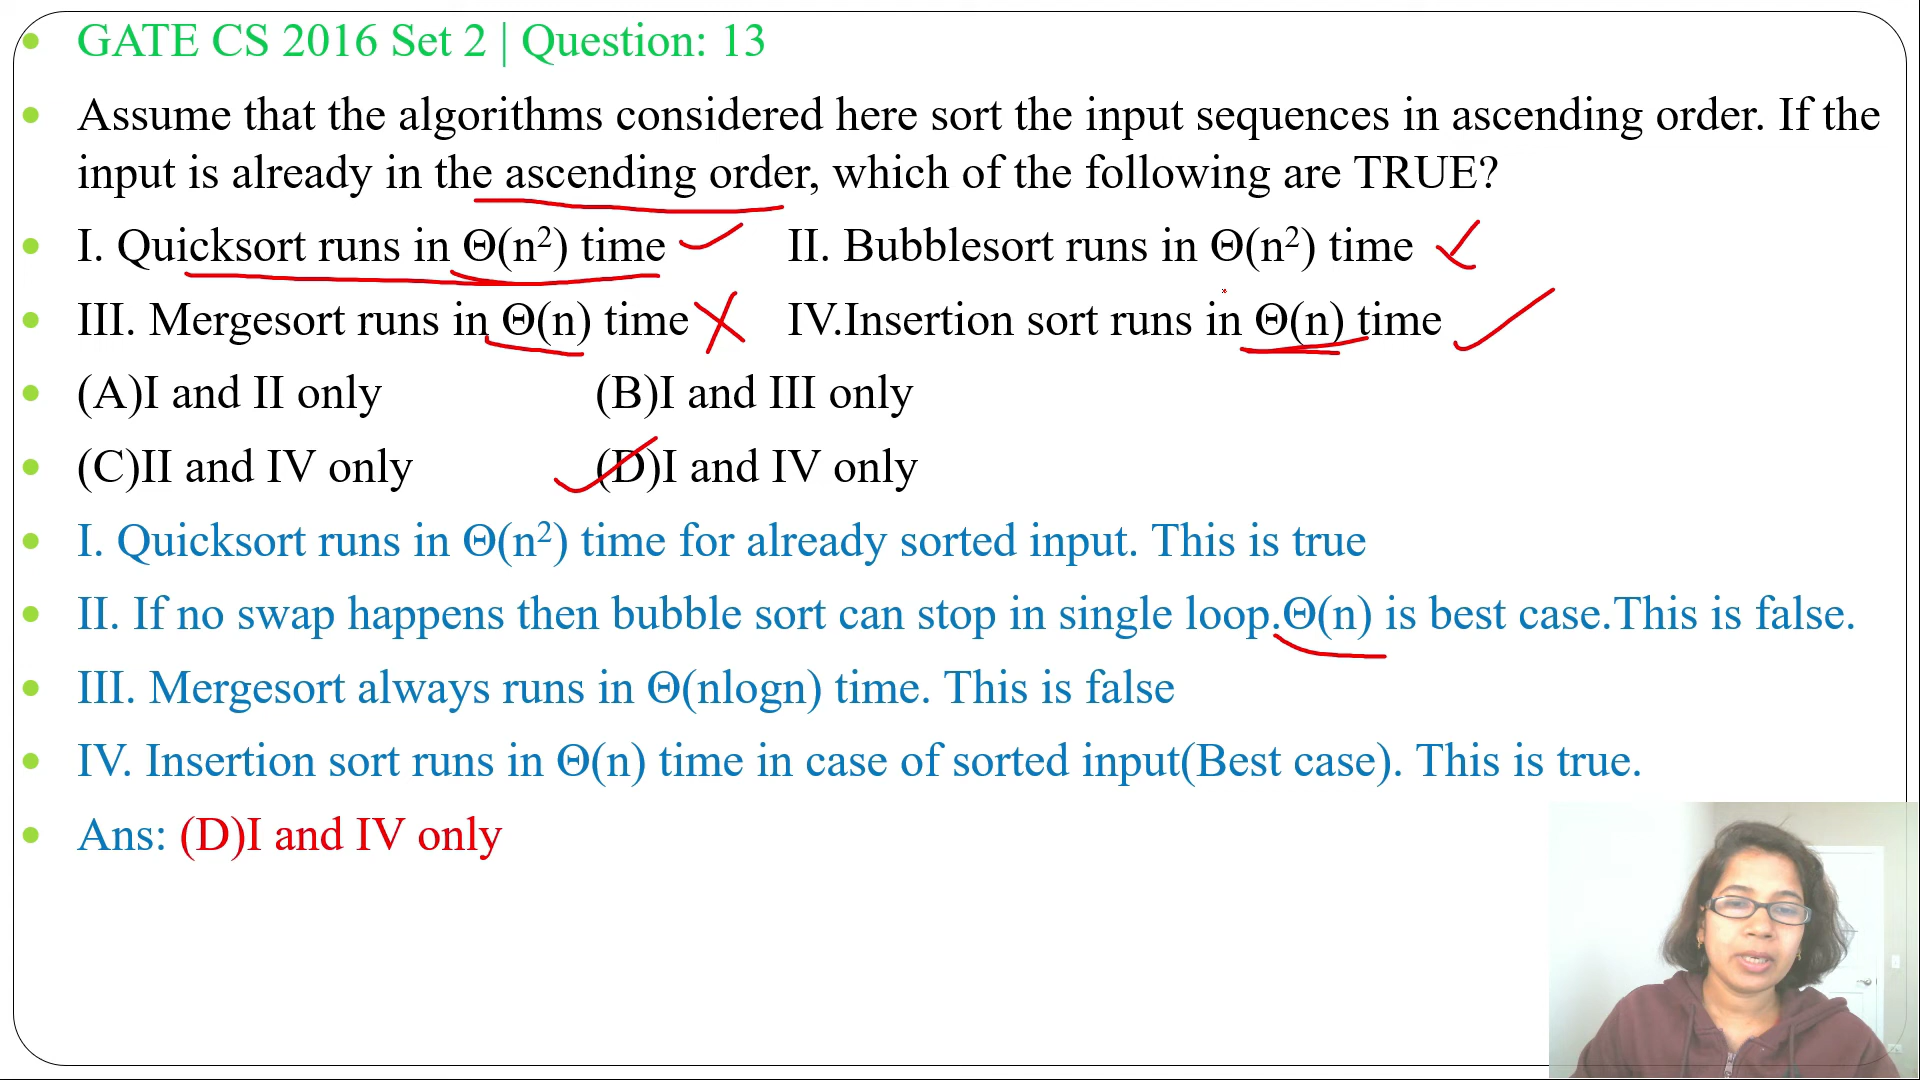 GATE CS 2016 Set 2 | Question: 13
Assume that the algorithms considered here sort the input sequences in ascending order. If the
input is already in the ascending order, which of the following are TRUE?
I. Quicksort runs in Θ(n²) time II. Bubblesort runs in Θ(n²) time
III. Mergesort runs in Θ(n) time IV.Insertion sort runs in Θ(n) time
(A)I and II only (B)I and III only
(C)II and IV only (D)I and IV only
I. Quicksort runs in Θ(n²) time for already sorted input. This is true
II. If no swap happens then bubble sort can stop in single loop.Θ(n) is best case.This is false.
III. Mergesort always runs in Θ(nlogn) time. This is false
IV. Insertion sort runs in Θ(n) time in case of sorted input(Best case). This is true.
Ans: (D)I and IV only